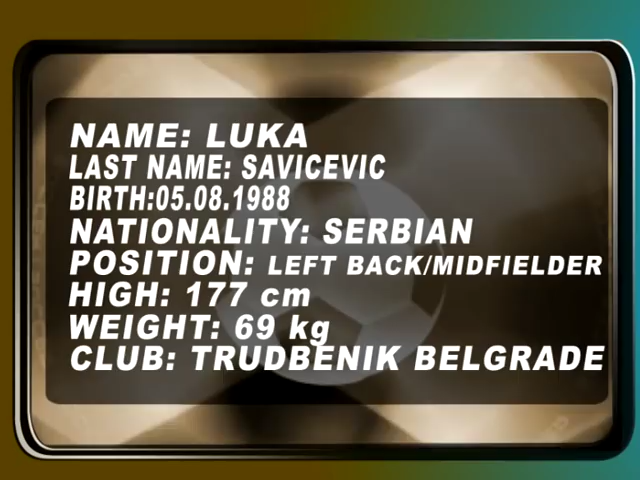 NAME: LUKA
LAST NAME: SAVICEVIC
BIRTH:05.08.1988
NATIONALITY: SERBIAN
POSITION: LEFT BACK/MIDFIELDER
HIGH: 177 cm
WEIGHT: 69 kg
CLUB: TRUDBENIK BELGRADE